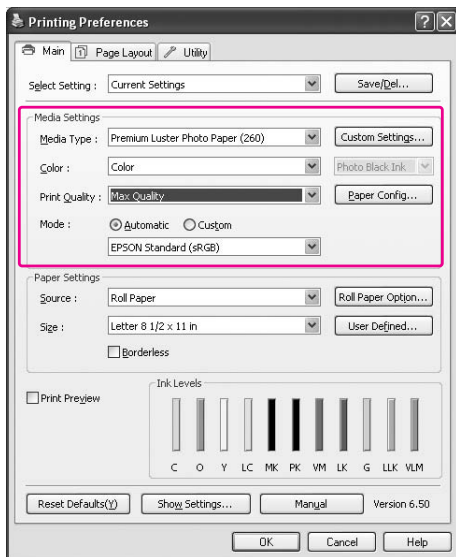 Printing Preferences
Main Page Layout Utility
Select Setting : Current Settings Save/Del...
Media Settings
Media Type : Premium Luster Photo Paper (260) Custom Settings...
Color : Color Photo Black Ink
Print Quality : Max Quality Paper Config...
Mode : Automatic Custom
EPSON Standard (sRGB)
Paper Settings
Source : Roll Paper Roll Paper Option...
Size : Letter 8 1/2 x 11 in User Defined...
Borderless
Print Preview
Ink Levels
C O Y LC MK PK VM LK G LLK VLM
Reset Defaults(Y) Show Settings... Manual Version 6.50
OK Cancel Help